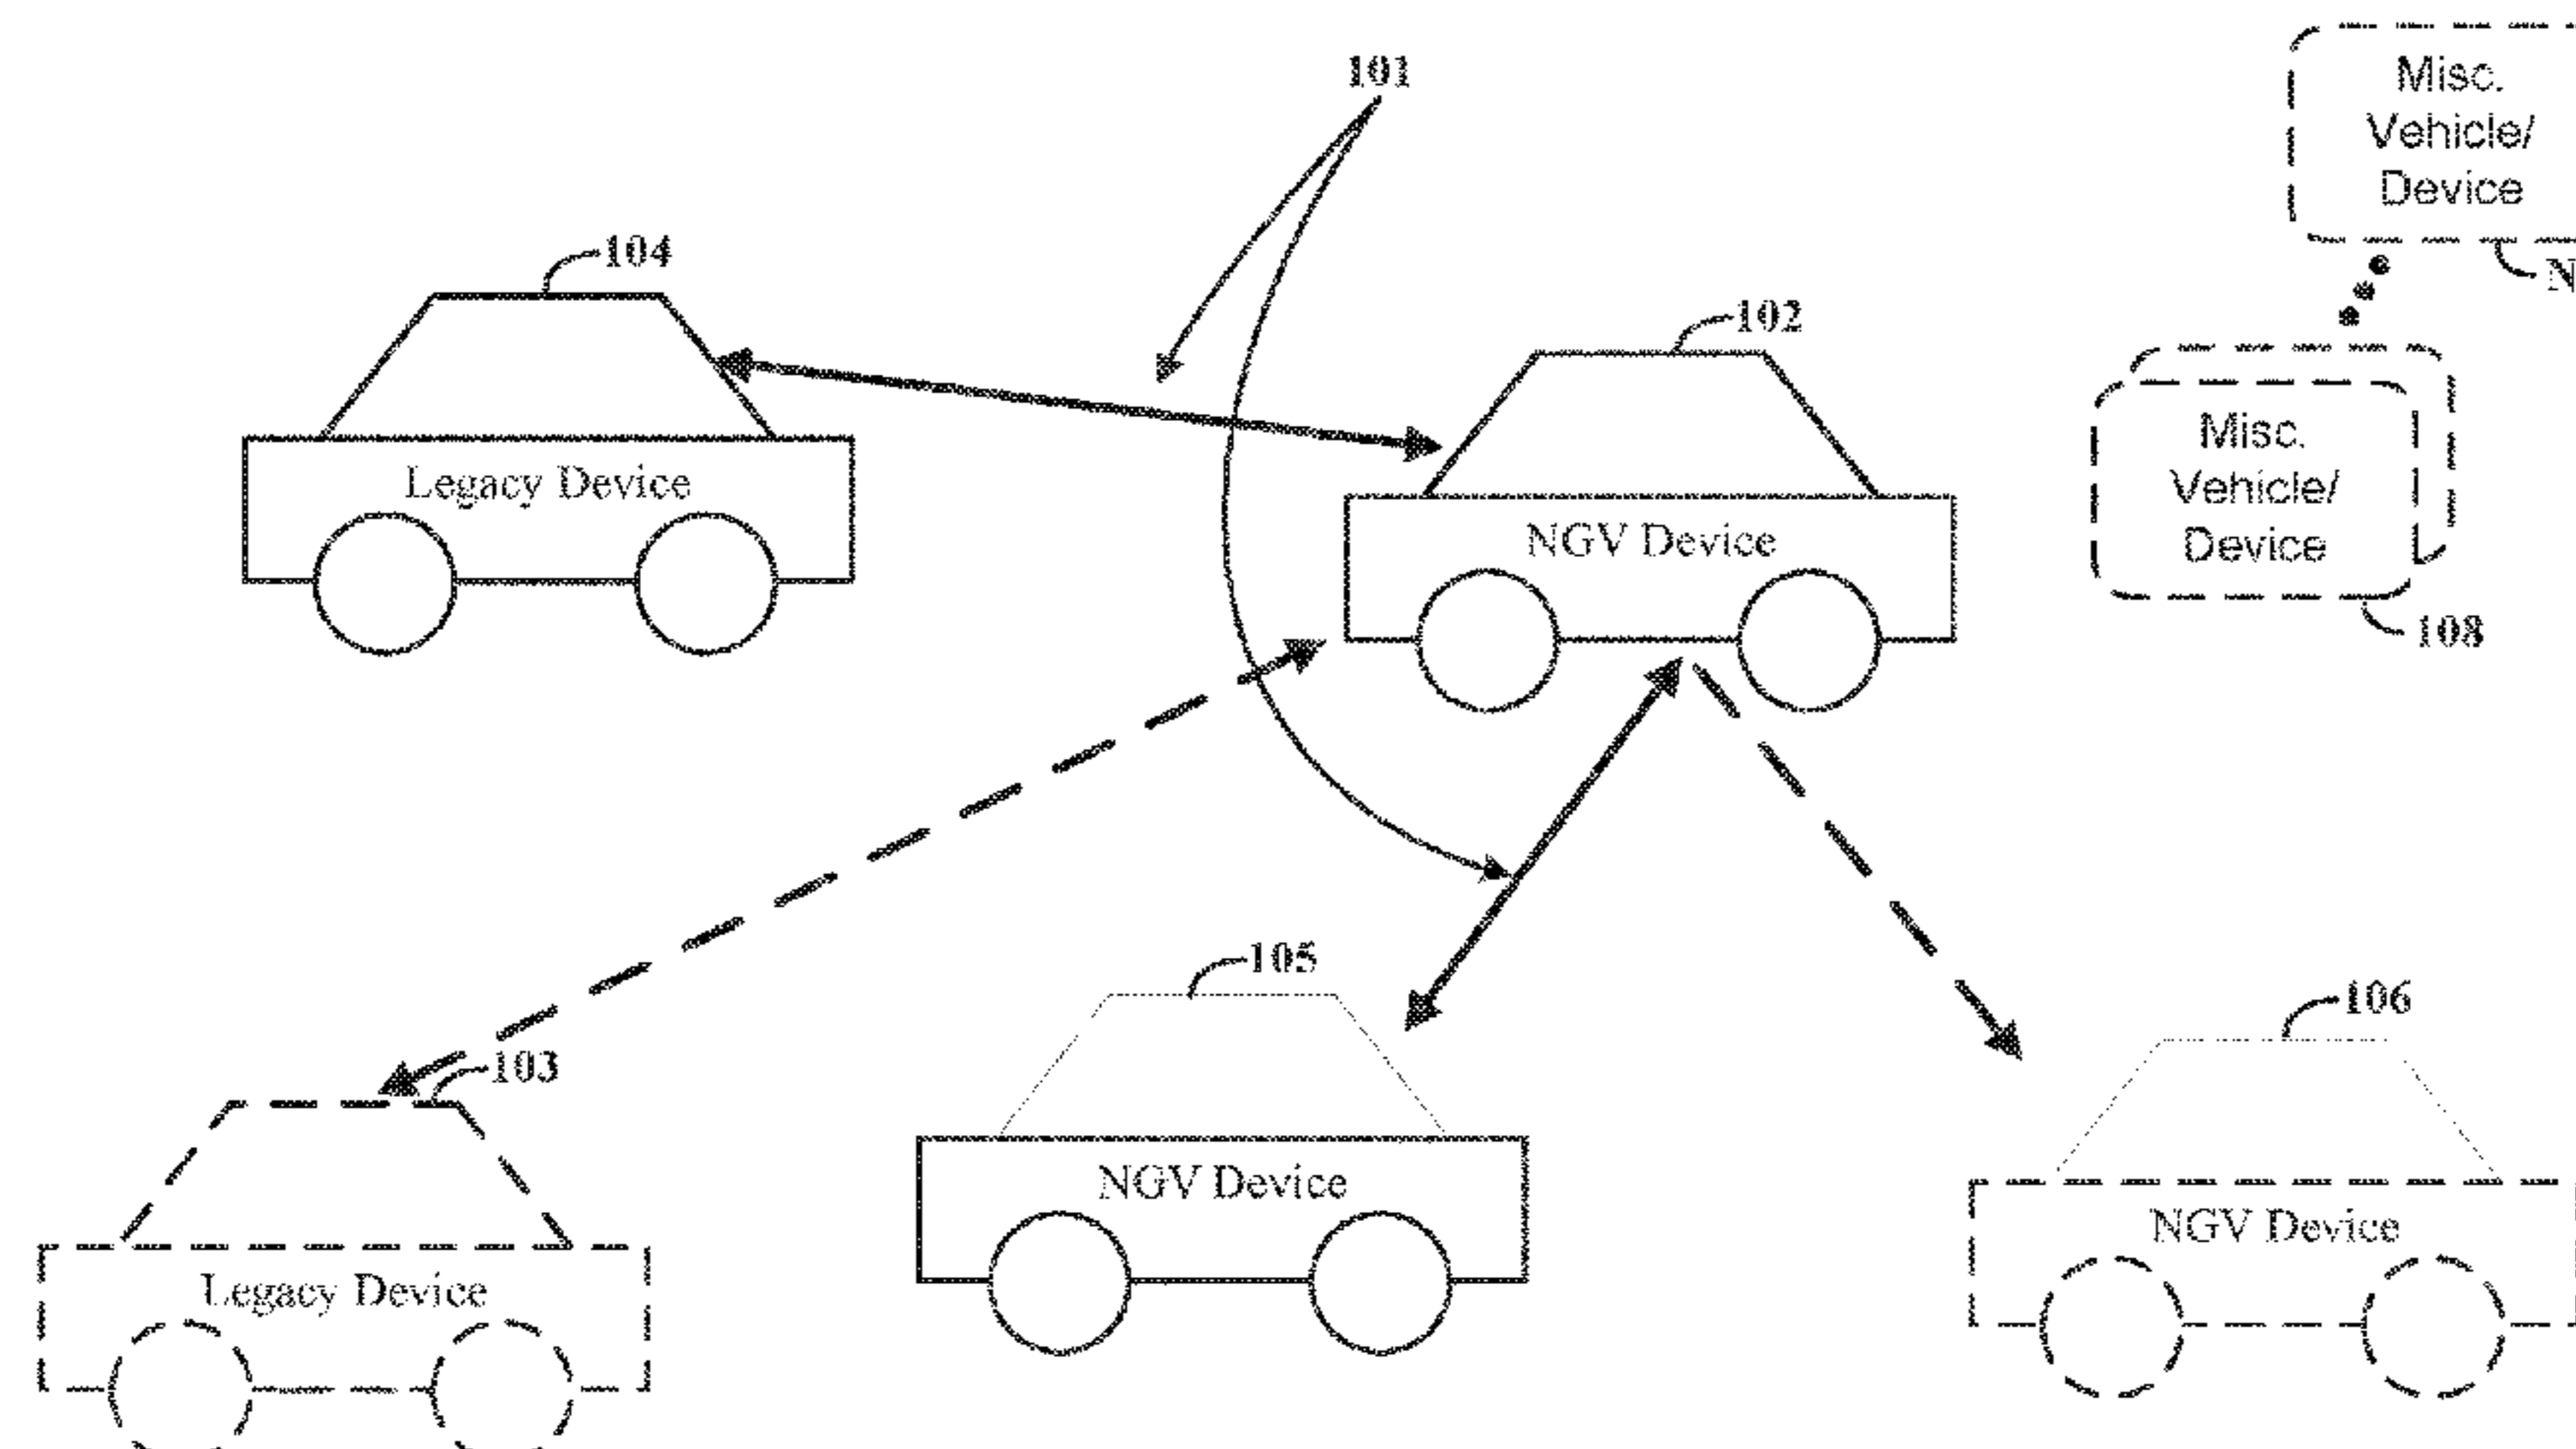 101
Misc.
Vehicle/
Device
N
104
102
Legacy Device
NGV Device
Misc.
Vehicle/
Device
108
105
106
103
NGV Device
NGV Device
Legacy Device